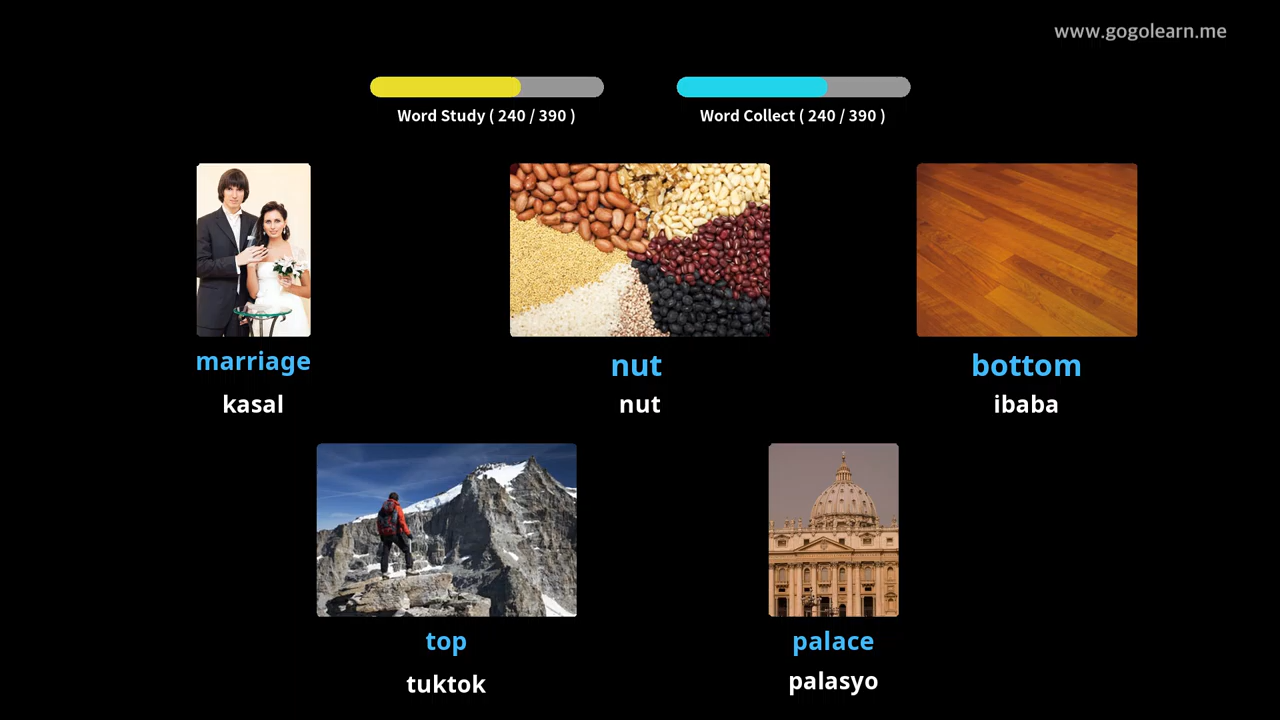 www.gogolearn.me
Word Study ( 240 / 390 )
Word Collect ( 240 / 390 )
marriage
kasal
nut
nut
bottom
ibaba
top
tuktok
palace
palasyo